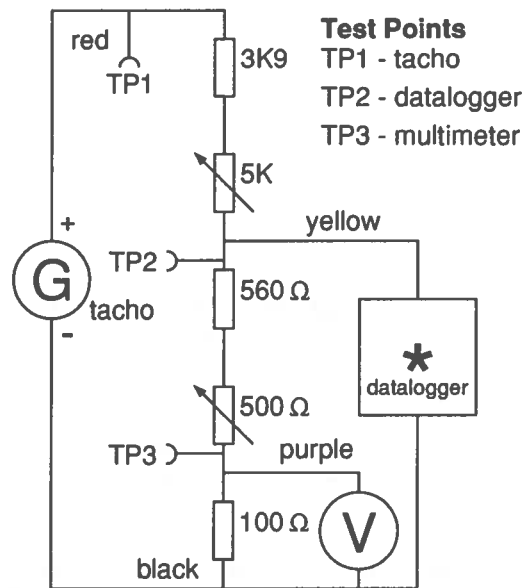 red
TP1
3K9
Test Points
TP1 - tacho
TP2 - datalogger
TP3 - multimeter
5K
yellow
+
G
tacho
-
TP2
560 Ω
*
datalogger
500 Ω
TP3
purple
100 Ω
V
black